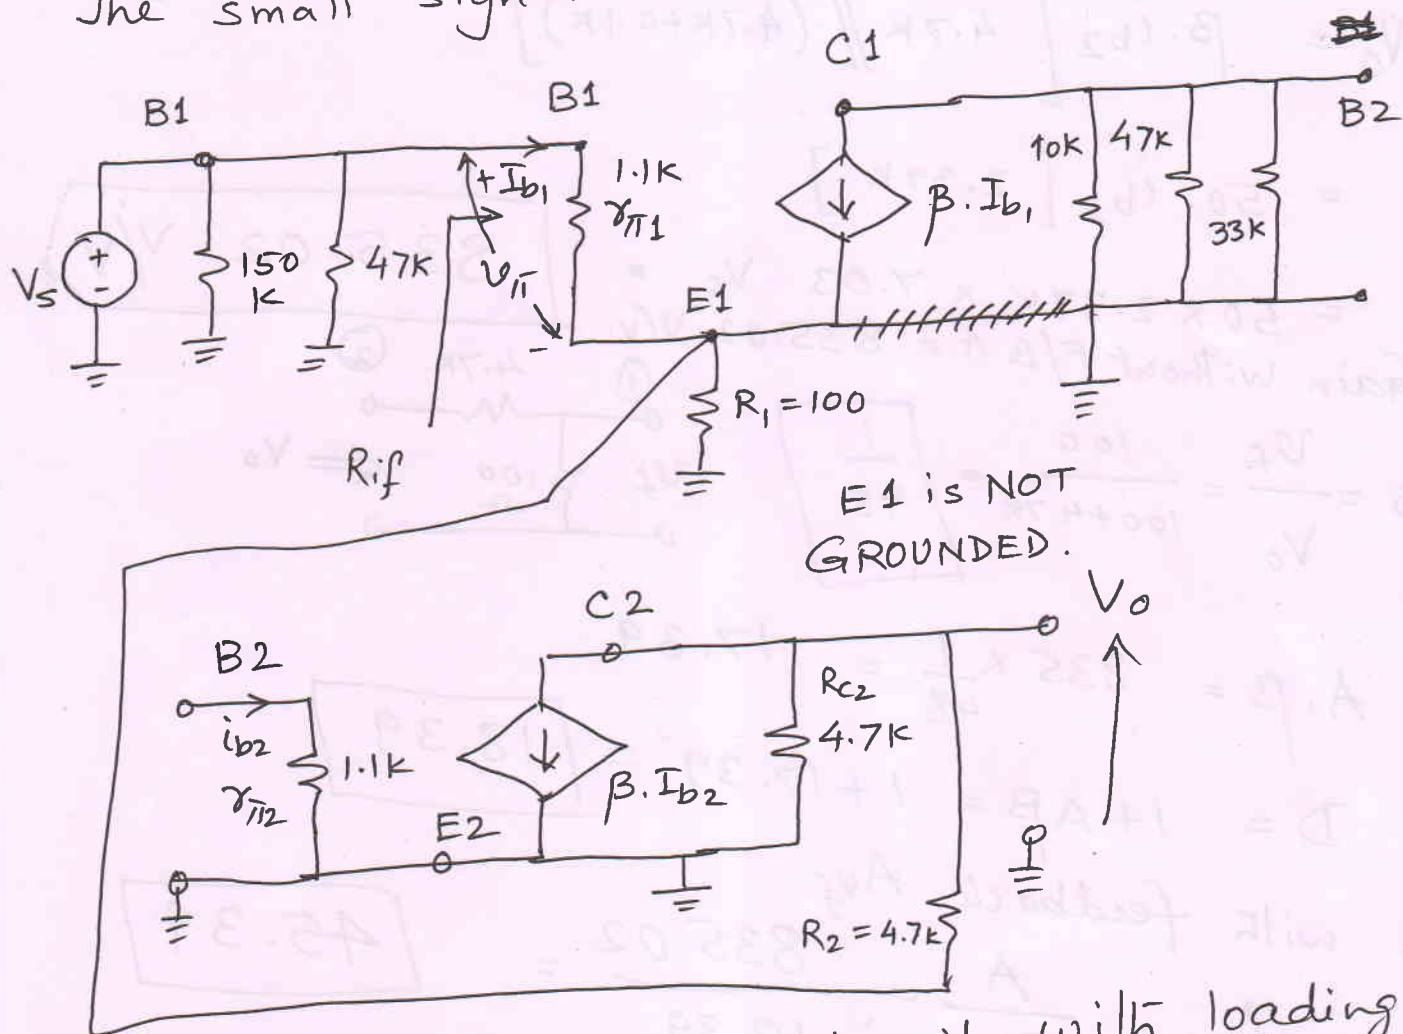 The small
C1
B1
B1
B2
1.1K
+Ib1
rπ1
β.Ib1
10K
47K
33K
Vs
+
-
150
K
47K
vπ
-
E1
R1=100
Rif
E1 is NOT
GROUNDED.
Vo
C2
B2
ib2
1.1K
rπ2
E2
β.Ib2
RC2
4.7K
R2 = 4.7K
with loading